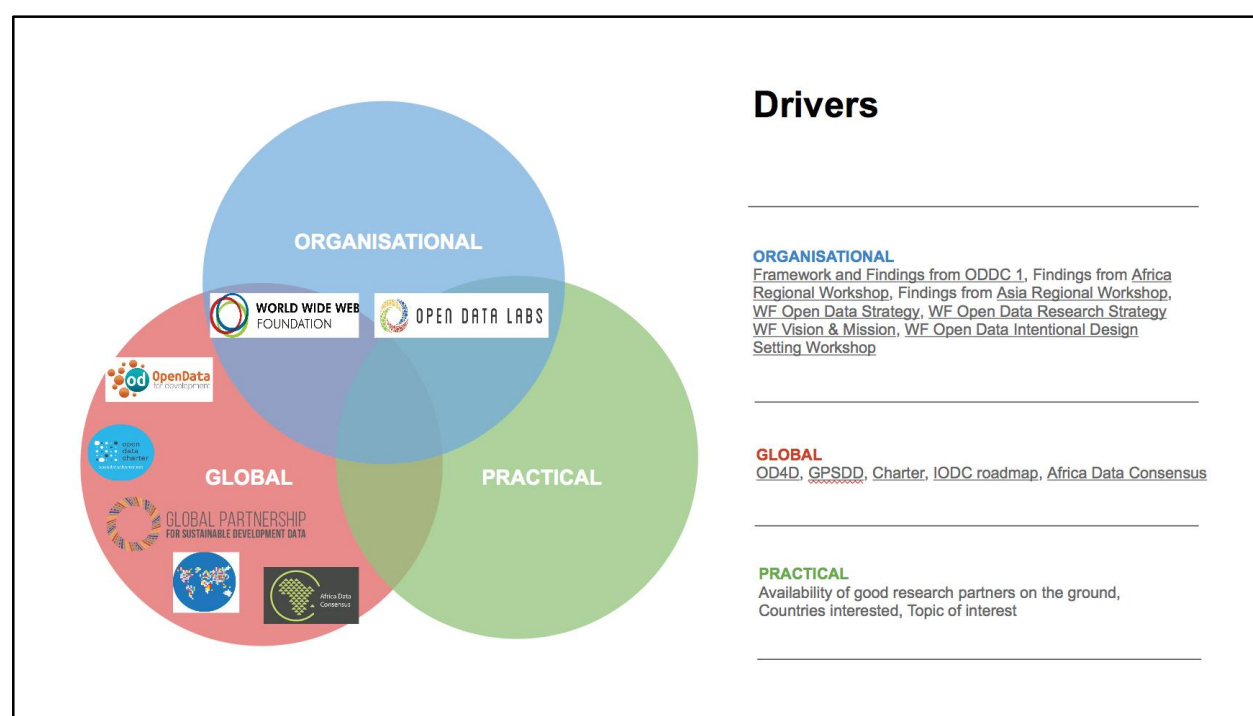 Drivers
ORGANISATIONAL
WORLD WIDE WEB
FOUNDATION
OPEN DATA LABS
od OpenData
for development
open
data
charter
GLOBAL
PRACTICAL
GLOBAL PARTNERSHIP
FOR SUSTAINABLE DEVELOPMENT DATA
Africa Data
Consensus
ORGANISATIONAL
Framework and Findings from ODDC 1, Findings from Africa
Regional Workshop, Findings from Asia Regional Workshop,
WF Open Data Strategy, WF Open Data Research Strategy
WF Vision & Mission, WF Open Data Intentional Design
Setting Workshop
GLOBAL
OD4D, GPSDD, Charter, IODC roadmap, Africa Data Consensus
PRACTICAL
Availability of good research partners on the ground,
Countries interested, Topic of interest